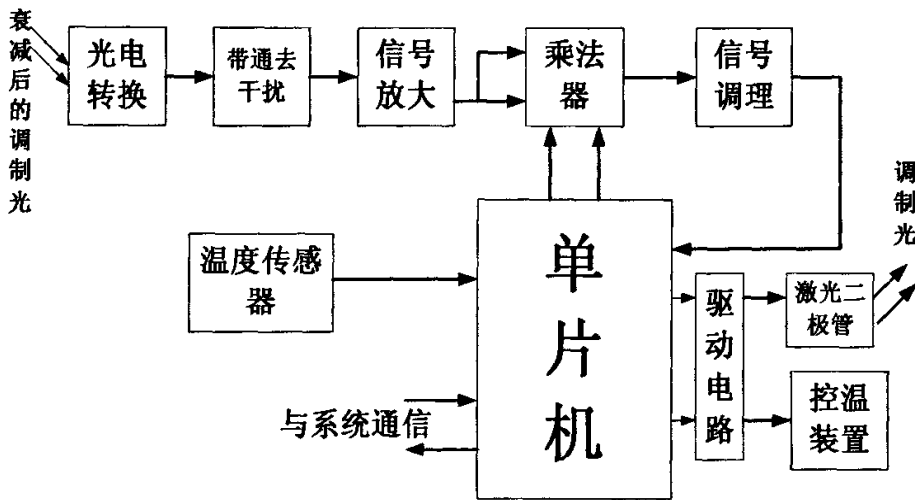 衰减后的调制光
光电
转换
带通去
干扰
信号
放大
乘法
器
信号
调理
调制光
温度传感
器
单片机
驱动电路
激光二
极管
与系统通信
控温
装置